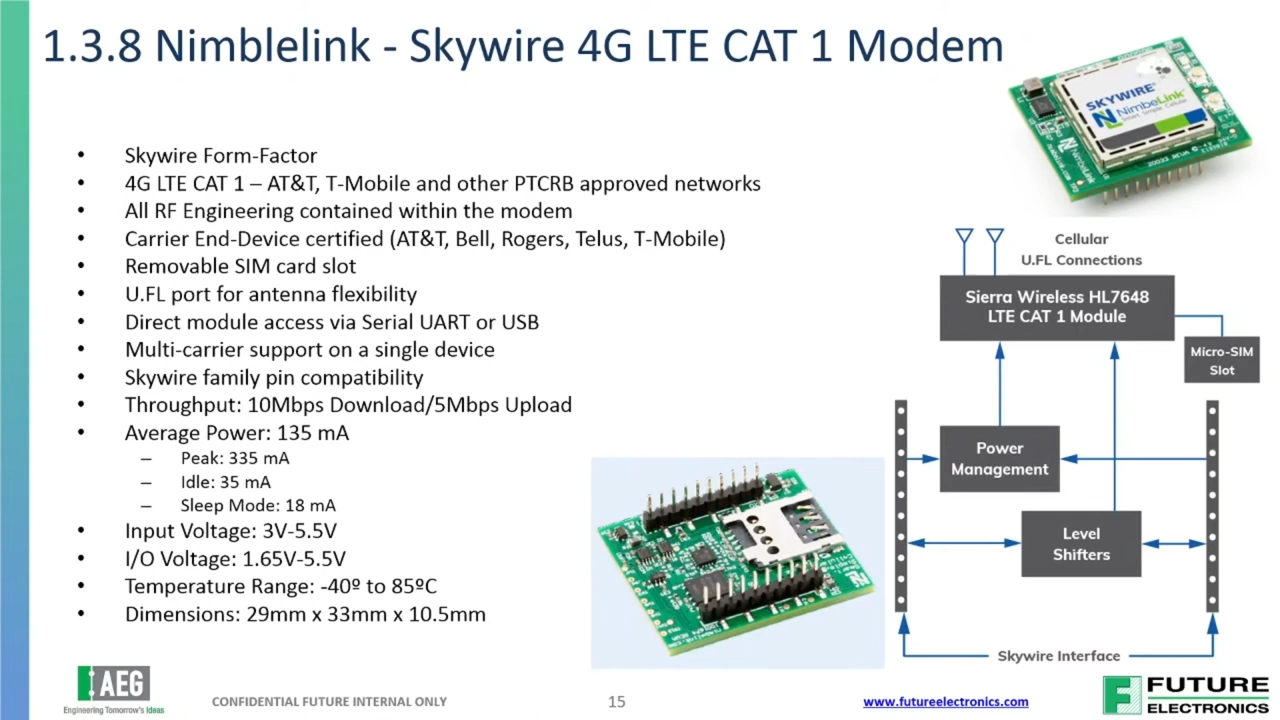 1.3.8 Nimblelink - Skywire 4G LTE CAT 1 Modem
• Skywire Form-Factor
• 4G LTE CAT 1 – AT&T, T-Mobile and other PTCRB approved networks
• All RF Engineering contained within the modem
• Carrier End-Device certified (AT&T, Bell, Rogers, Telus, T-Mobile)
• Removable SIM card slot
• U.FL port for antenna flexibility
• Direct module access via Serial UART or USB
• Multi-carrier support on a single device
• Skywire family pin compatibility
• Throughput: 10Mbps Download/5Mbps Upload
• Average Power: 135 mA
– Peak: 335 mA
– Idle: 35 mA
– Sleep Mode: 18 mA
• Input Voltage: 3V-5.5V
• I/O Voltage: 1.65V-5.5V
• Temperature Range: -40º to 85ºC
• Dimensions: 29mm x 33mm x 10.5mm
SKYWIRE
NimbeLink
Smart. Simple. Cellular.
Cellular
U.FL Connections
Sierra Wireless HL7648
LTE CAT 1 Module
Micro-SIM
Slot
Power
Management
Level
Shifters
Skywire Interface
AEG
Engineering Tomorrow's Ideas
CONFIDENTIAL FUTURE INTERNAL ONLY
15
www.futureelectronics.com
FUTURE
ELECTRONICS